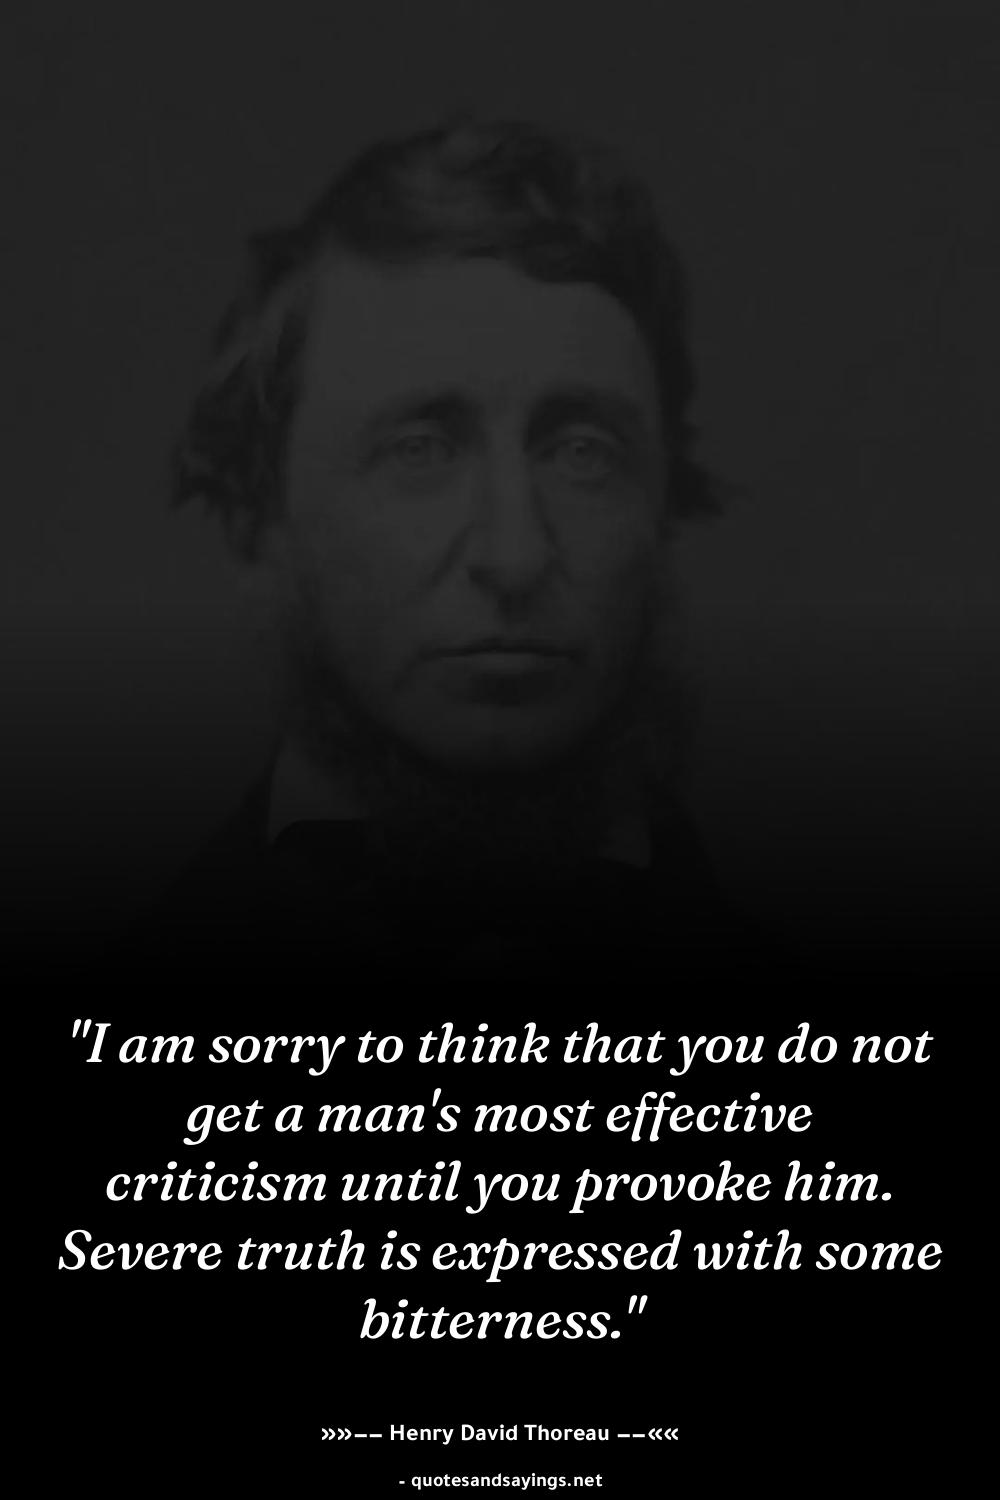 "I am sorry to think that you do not
get a man's most effective
criticism until you provoke him.
Severe truth is expressed with some
bitterness."
»»–– Henry David Thoreau ––««
- quotesandsayings.net